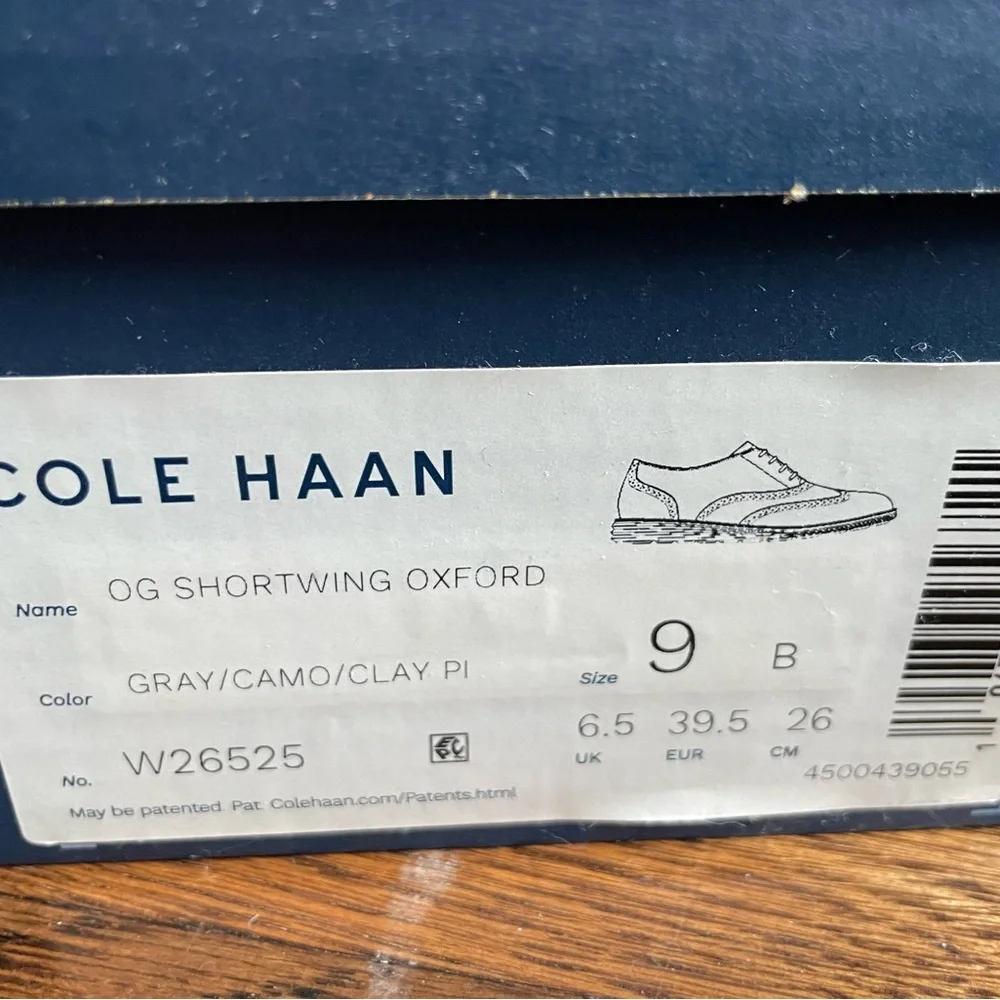 COLE HAAN
Name OG SHORTWING OXFORD
Color GRAY/CAMO/CLAY PI
Size 9 B
6.5 39.5 26
UK EUR CM
No. W26525
4500439055
May be patented. Pat. Colehaan.com/Patents.html